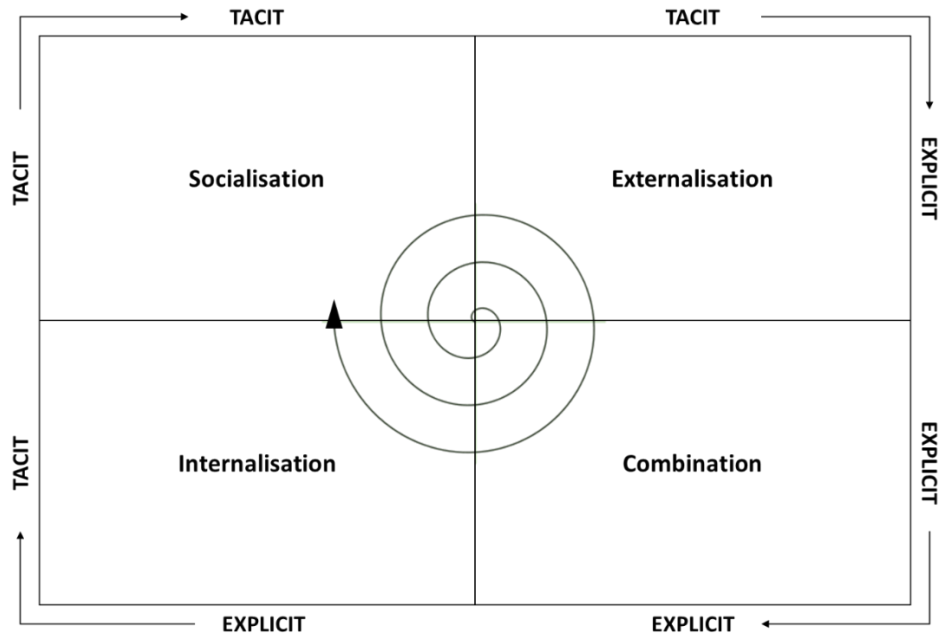 TACIT
TACIT
TACIT
EXPLICIT
Socialisation
Externalisation
Internalisation
Combination
TACIT
EXPLICIT
EXPLICIT
EXPLICIT